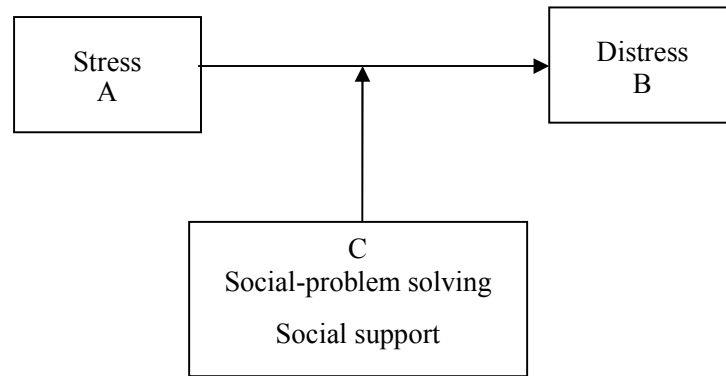 Stress
A
Distress
B
C
Social-problem solving
Social support